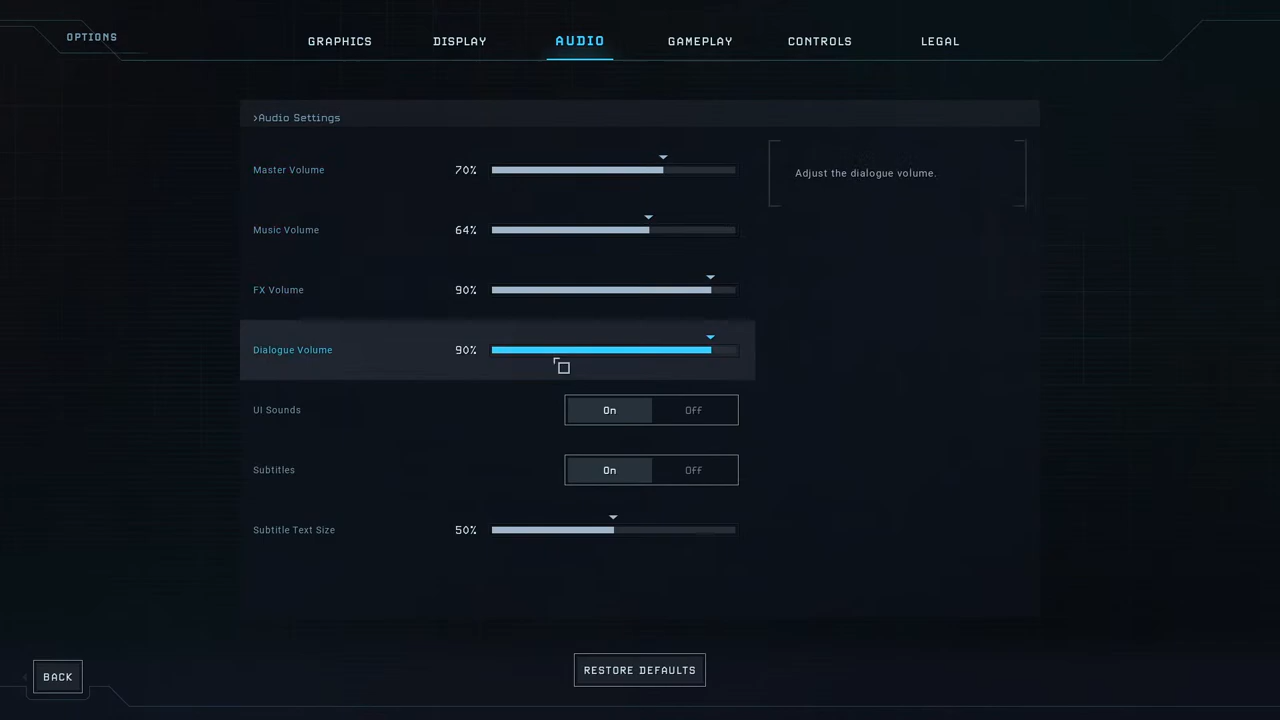 OPTIONS
GRAPHICS DISPLAY AUDIO GAMEPLAY CONTROLS LEGAL
>Audio Settings
Master Volume 70%
Adjust the dialogue volume.
Music Volume 64%
FX Volume 90%
Dialogue Volume 90%
UI Sounds On Off
Subtitles On Off
Subtitle Text Size 50%
RESTORE DEFAULTS
BACK